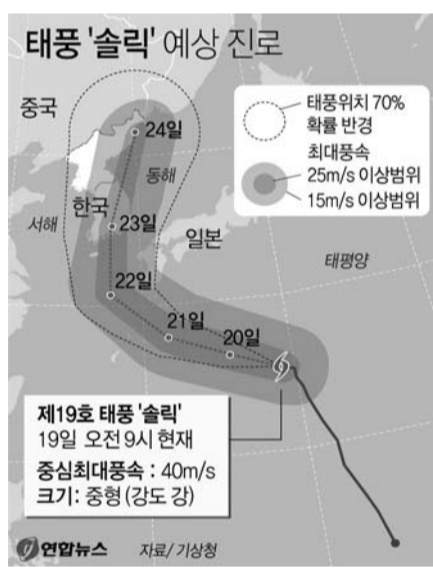 태풍 '솔릭' 예상 진로
중국
24일
동해
한국
서해
23일
일본
22일
21일
20일
태평양
태풍위치 70%
확률 반경
최대풍속
25m/s 이상범위
15m/s 이상범위
제19호 태풍 '솔릭'
19일 오전 9시 현재
중심최대풍속 : 40m/s
크기 : 중형 (강도 강)
연합뉴스 자료/ 기상청